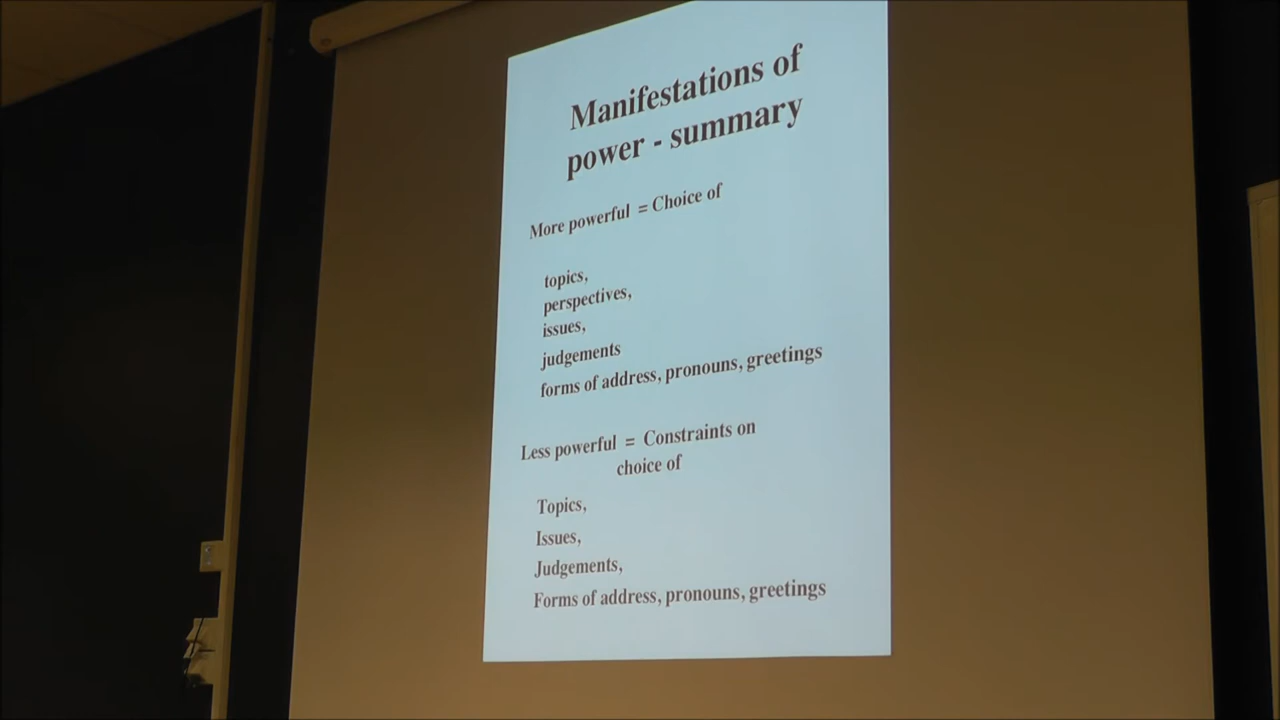 Manifestations of
power - summary
More powerful = Choice of
topics,
perspectives,
issues,
judgements
forms of address, pronouns, greetings
Less powerful = Constraints on
choice of
Topics,
Issues,
Judgements,
Forms of address, pronouns, greetings